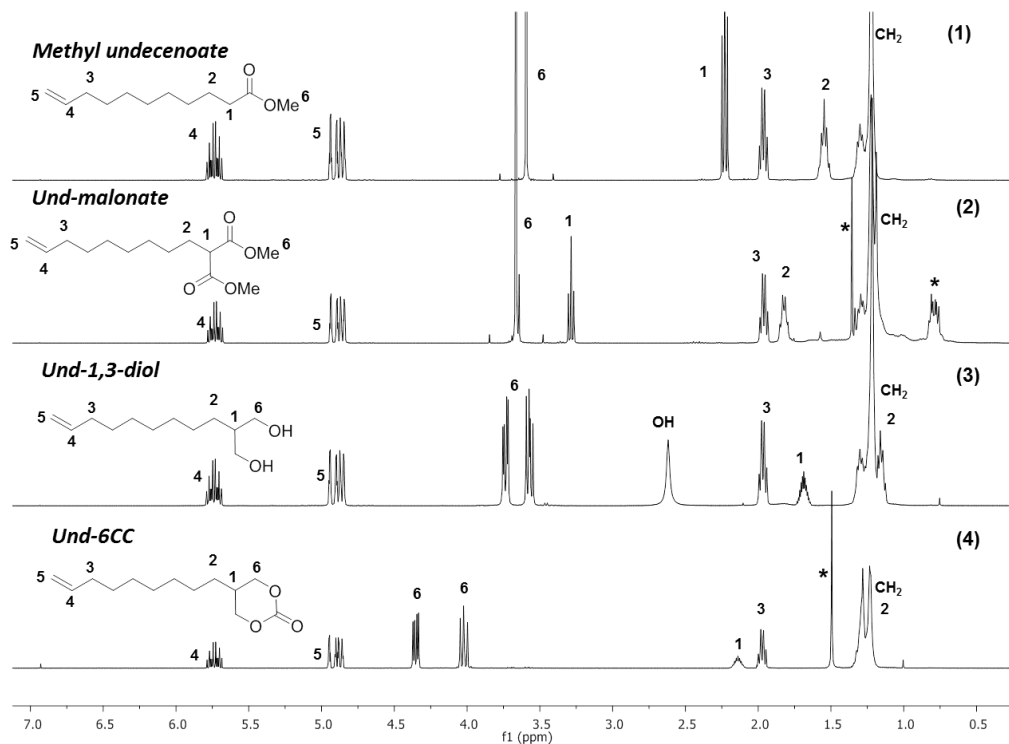 Methyl undecenoate
(1)
CH2
6
1
3
2
3
2
O
5
4
OMe
6
1
4
5
Und-malonate
(2)
CH2
6
1
*
3
2
*
2
1
O
3
5
4
OMe
6
O
OMe
4
5
Und-1,3-diol
(3)
6
CH2
3
2
OH
1
3
2
6
5
4
1
OH
OH
4
5
Und-6CC
(4)
6
6
*
CH2
2
3
1
3
2
6
5
4
1
O
O
O
4
5
7.0 6.5 6.0 5.5 5.0 4.5 4.0 3.5 3.0 2.5 2.0 1.5 1.0 0.5
f1 (ppm)